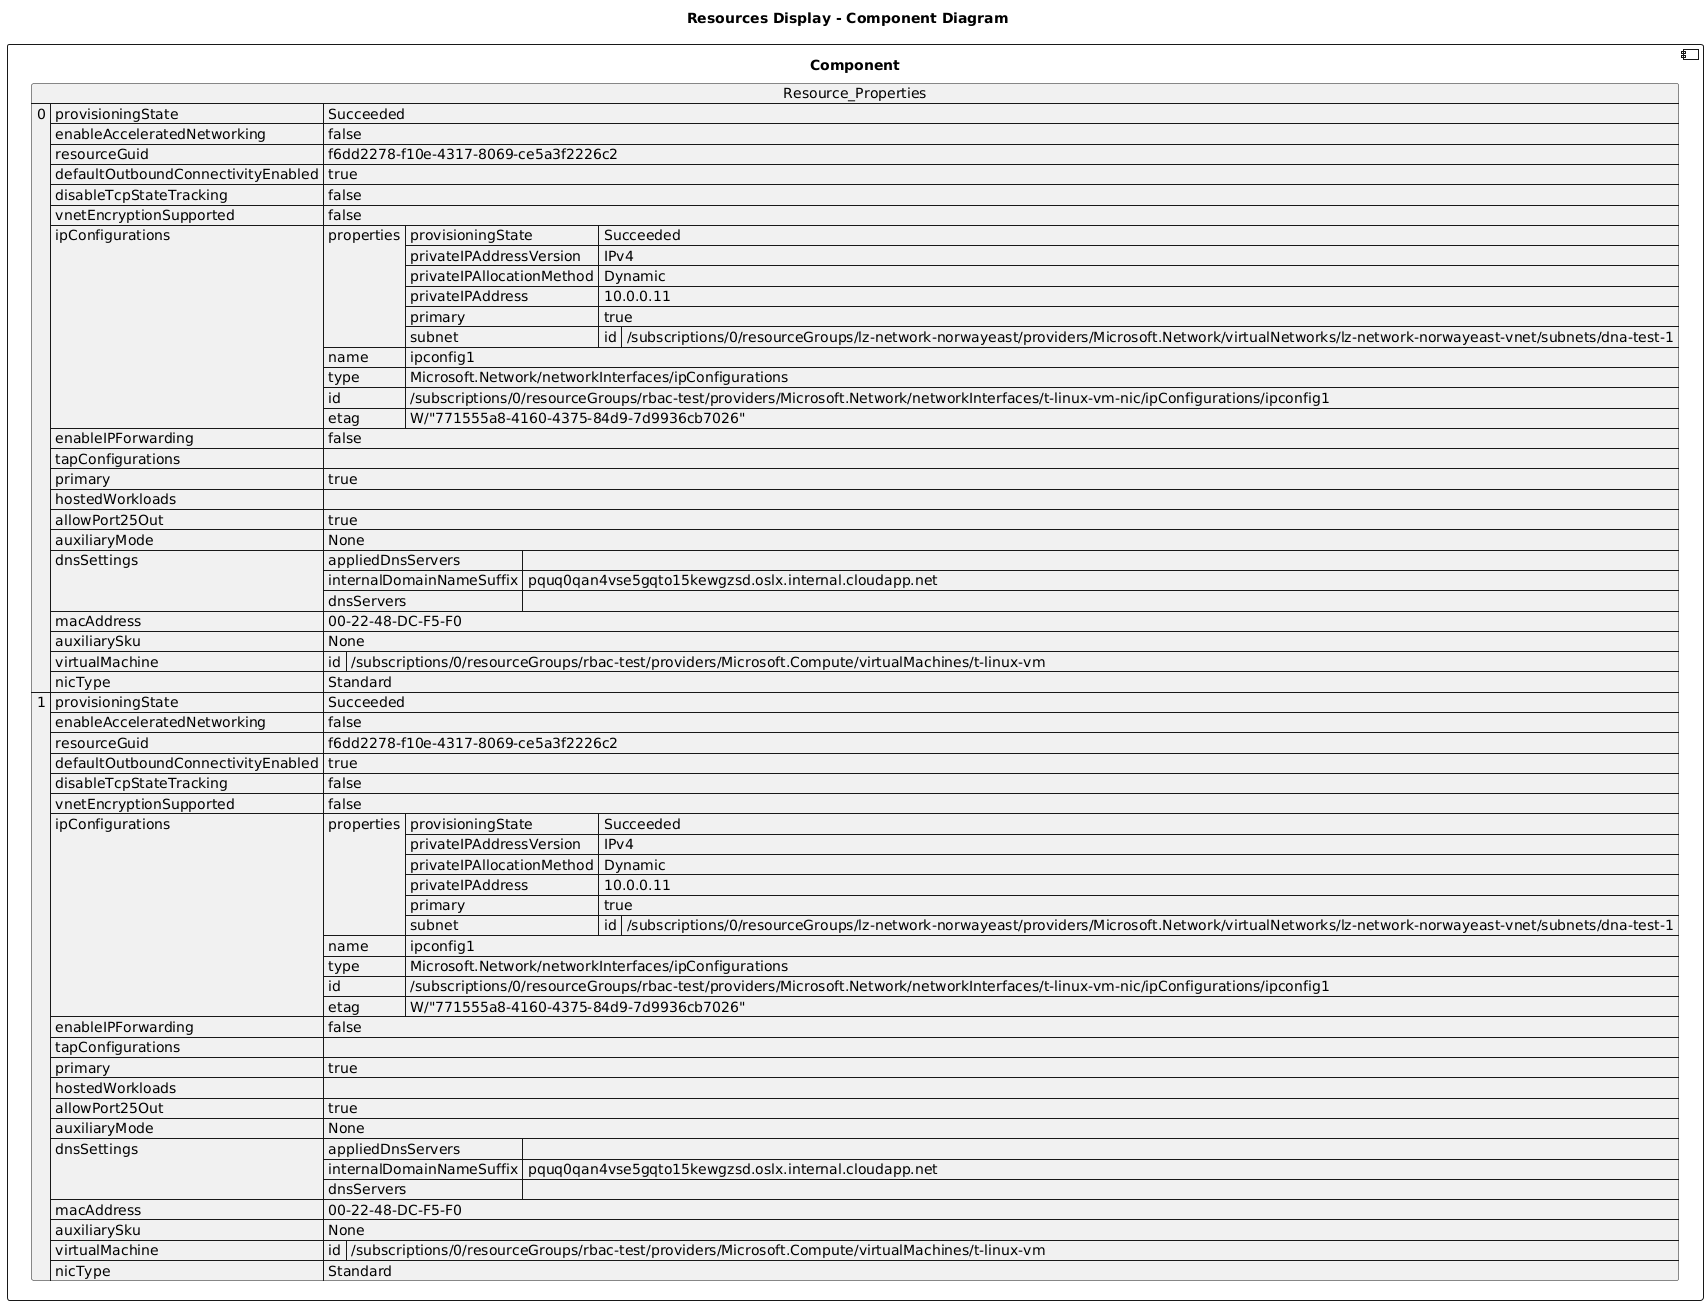 Resources Display - Component Diagram
Component
Resource_Properties
0 provisioningState Succeeded
enableAcceleratedNetworking false
resourceGuid f6dd2278-f10e-4317-8069-ce5a3f2226c2
defaultOutboundConnectivityEnabled true
disableTcpStateTracking false
vnetEncryptionSupported false
ipConfigurations properties provisioningState Succeeded
privateIPAddressVersion IPv4
privateIPAllocationMethod Dynamic
privateIPAddress 10.0.0.11
primary true
subnet id /subscriptions/0/resourceGroups/lz-network-norwayeast/providers/Microsoft.Network/virtualNetworks/lz-network-norwayeast-vnet/subnets/dna-test-1
name ipconfig1
type Microsoft.Network/networkInterfaces/ipConfigurations
id /subscriptions/0/resourceGroups/rbac-test/providers/Microsoft.Network/networkInterfaces/t-linux-vm-nic/ipConfigurations/ipconfig1
etag W/"771555a8-4160-4375-84d9-7d9936cb7026"
enableIPForwarding false
tapConfigurations
primary true
hostedWorkloads
allowPort25Out true
auxiliaryMode None
dnsSettings appliedDnsServers
internalDomainNameSuffix pquq0qan4vse5gqto15kewgzsd.oslx.internal.cloudapp.net
dnsServers
macAddress 00-22-48-DC-F5-F0
auxiliarySku None
virtualMachine id /subscriptions/0/resourceGroups/rbac-test/providers/Microsoft.Compute/virtualMachines/t-linux-vm
nicType Standard
1 provisioningState Succeeded
enableAcceleratedNetworking false
resourceGuid f6dd2278-f10e-4317-8069-ce5a3f2226c2
defaultOutboundConnectivityEnabled true
disableTcpStateTracking false
vnetEncryptionSupported false
ipConfigurations properties provisioningState Succeeded
privateIPAddressVersion IPv4
privateIPAllocationMethod Dynamic
privateIPAddress 10.0.0.11
primary true
subnet id /subscriptions/0/resourceGroups/lz-network-norwayeast/providers/Microsoft.Network/virtualNetworks/lz-network-norwayeast-vnet/subnets/dna-test-1
name ipconfig1
type Microsoft.Network/networkInterfaces/ipConfigurations
id /subscriptions/0/resourceGroups/rbac-test/providers/Microsoft.Network/networkInterfaces/t-linux-vm-nic/ipConfigurations/ipconfig1
etag W/"771555a8-4160-4375-84d9-7d9936cb7026"
enableIPForwarding false
tapConfigurations
primary true
hostedWorkloads
allowPort25Out true
auxiliaryMode None
dnsSettings appliedDnsServers
internalDomainNameSuffix pquq0qan4vse5gqto15kewgzsd.oslx.internal.cloudapp.net
dnsServers
macAddress 00-22-48-DC-F5-F0
auxiliarySku None
virtualMachine id /subscriptions/0/resourceGroups/rbac-test/providers/Microsoft.Compute/virtualMachines/t-linux-vm
nicType Standard